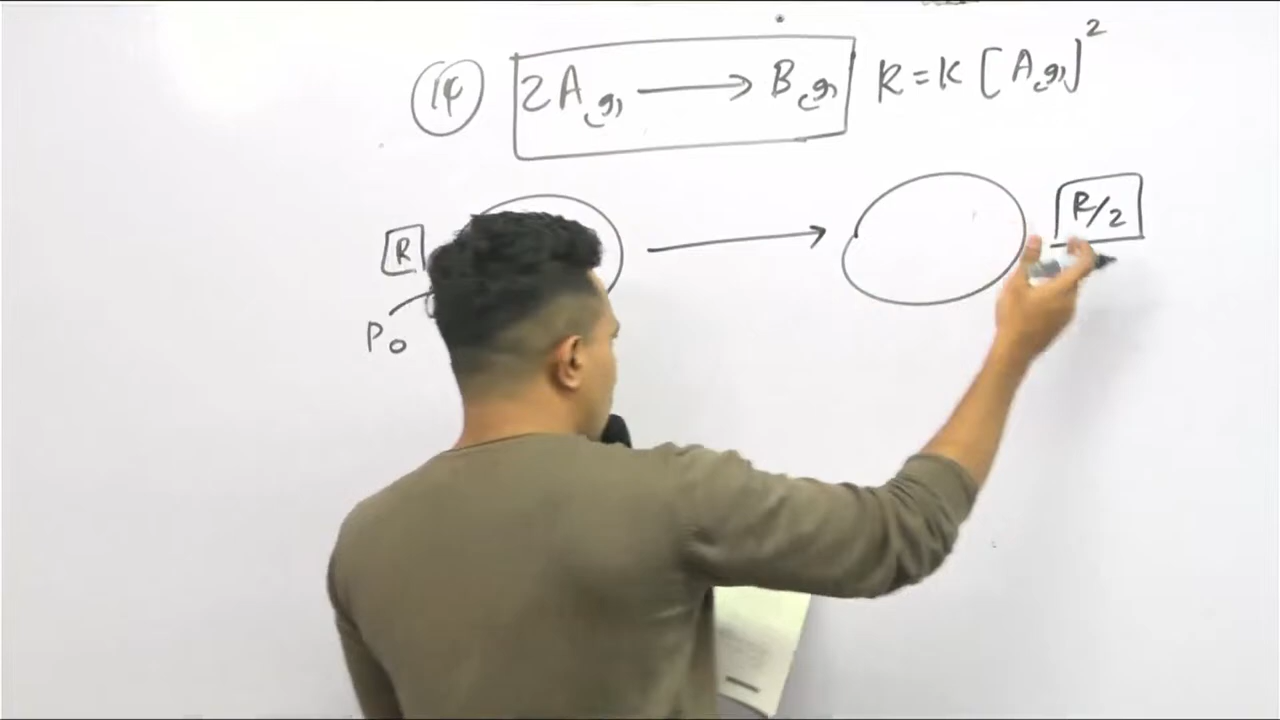 14 2A(g) → B(g) R = K [A(g)]²
R → R/2
P₀